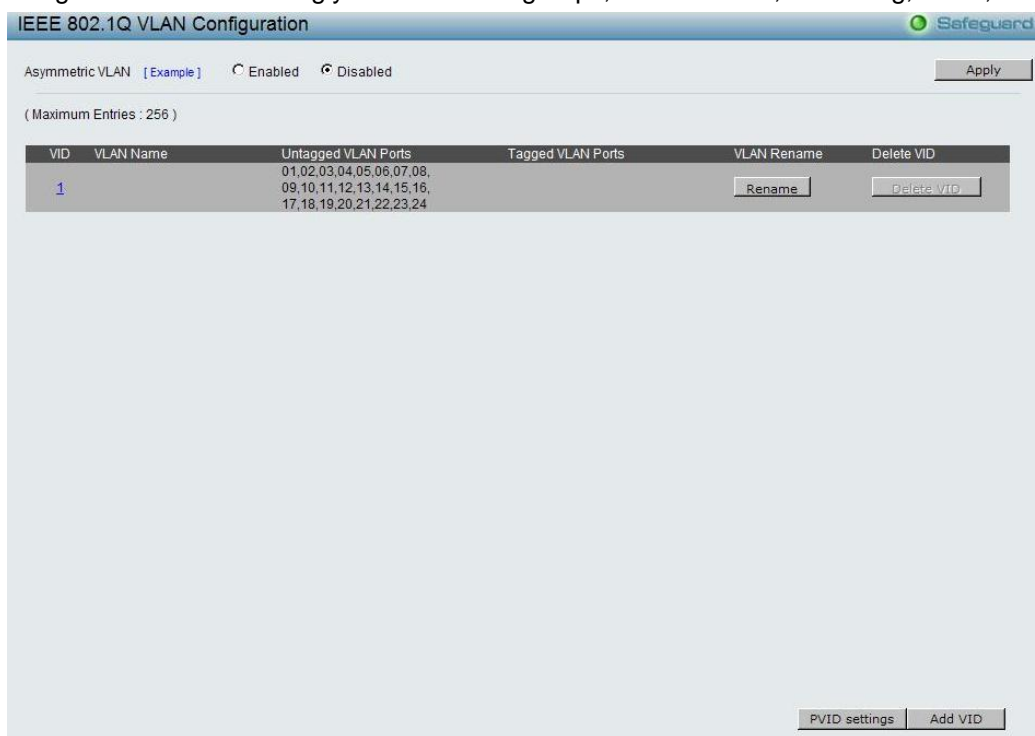 IEEE 802.1Q VLAN Configuration
Safeguard
Asymmetric VLAN [ Example ] Enabled Disabled
Apply
( Maximum Entries : 256 )
VID VLAN Name Untagged VLAN Ports Tagged VLAN Ports VLAN Rename Delete VID
01,02,03,04,05,06,07,08,
1 09,10,11,12,13,14,15,16, Rename Delete VID
17,18,19,20,21,22,23,24
PVID settings Add VID